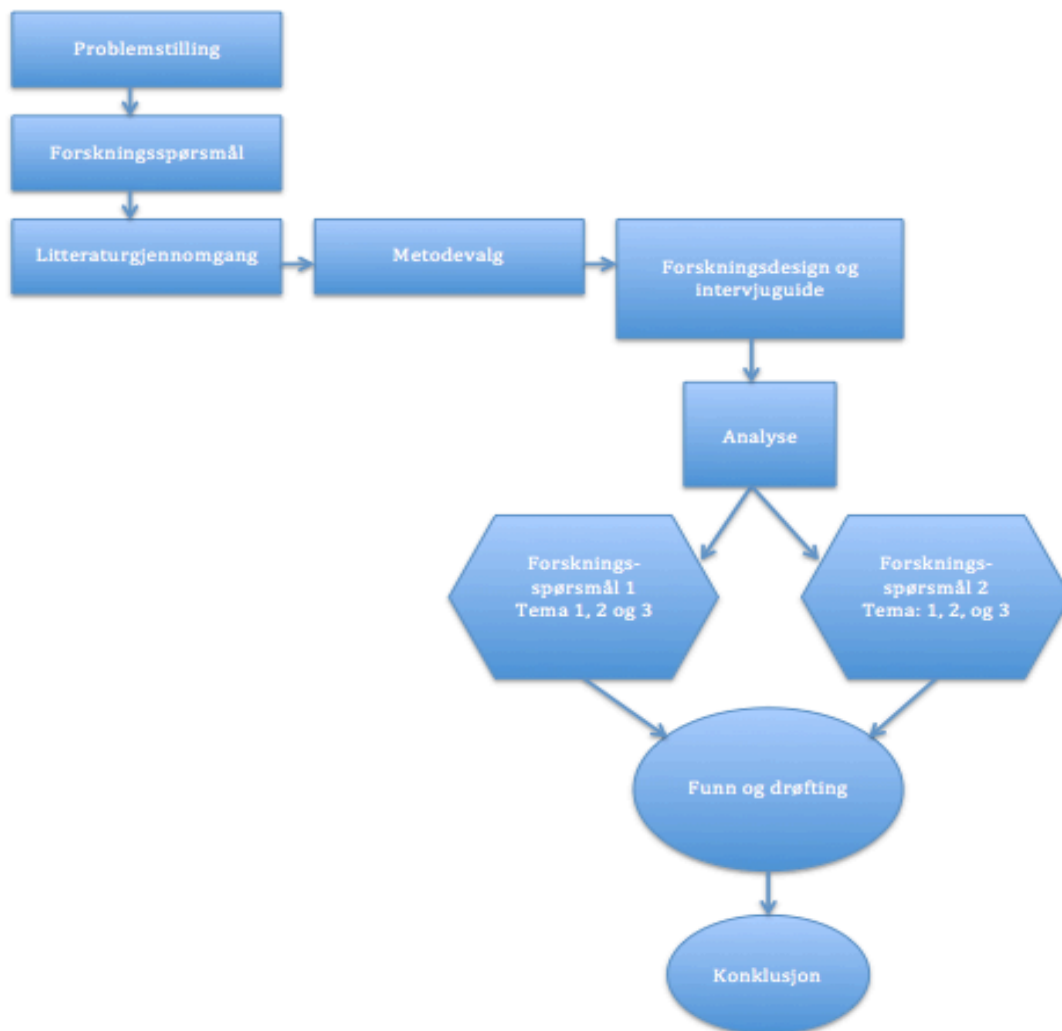 Problemstilling
Forskningsspørsmål
Litteraturgjennomgang
Metodevalg
Forskningsdesign og
intervjuguide
Analyse
Forsknings-
spørsmål 1
Tema 1, 2 og 3
Forsknings-
spørsmål 2
Tema: 1, 2, og 3
Funn og drøfting
Konklusjon